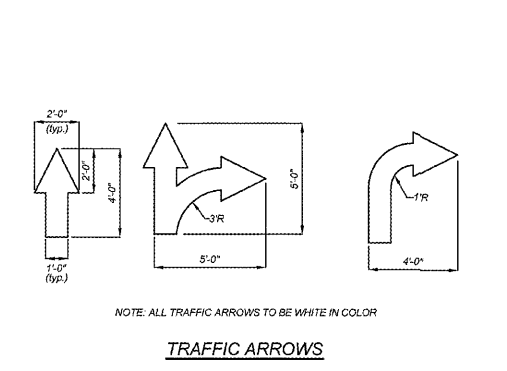 2'-0"
(typ.)
2'-0"
4'-0"
1'-0"
(typ.)
3'R
5'-0"
5'-0"
1'R
4'-0"
NOTE: ALL TRAFFIC ARROWS TO BE WHITE IN COLOR
TRAFFIC ARROWS